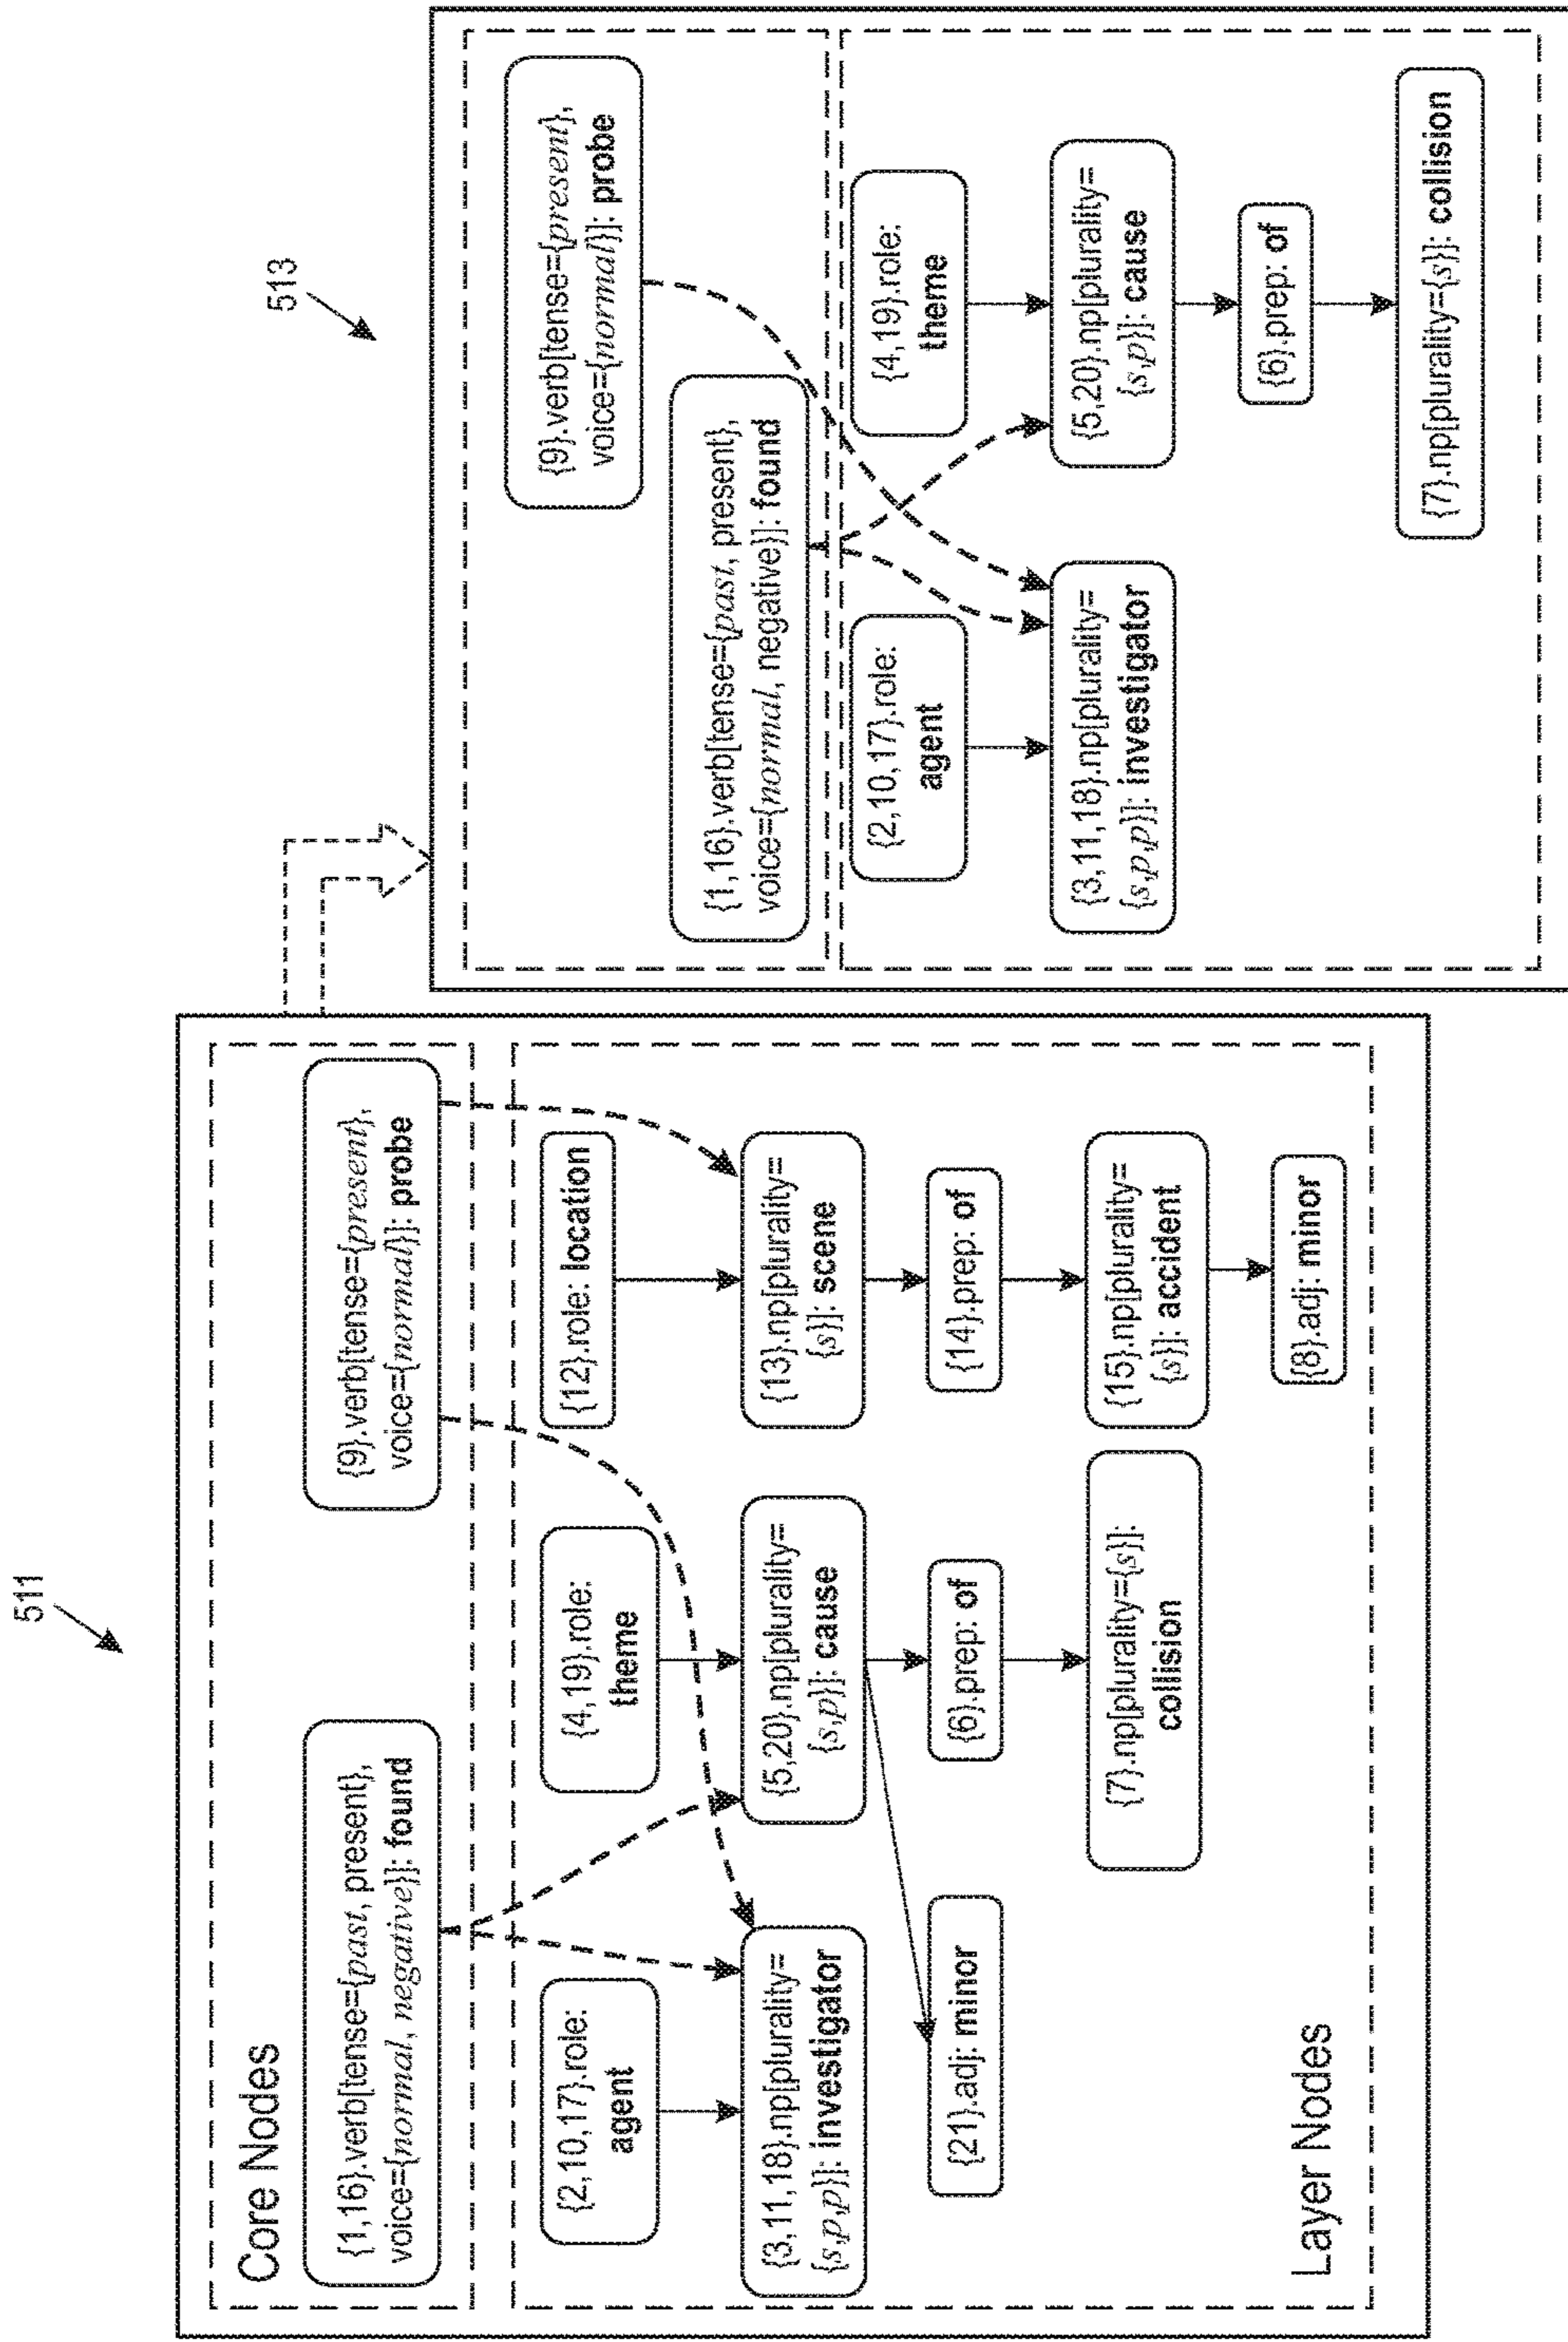 511
Core Nodes
{1,16}.verb[tense={past, present},
voice={normal, negative}]: found
{9}.verb[tense={present},
voice={normal}]: probe
{2,10,17}.role:
agent
{4,19}.role:
theme
{12}.role: location
{3,11,18}.np[plurality=
{s,p,p}]: investigator
{5,20}.np[plurality=
{s,p}]: cause
{13}.np[plurality=
{s}]: scene
{21}.adj: minor
{6}.prep: of
{14}.prep: of
{7}.np[plurality={s}]:
collision
{15}.np[plurality=
{s}]: accident
{8}.adj: minor
Layer Nodes
513
{9}.verb[tense={present},
voice={normal}]: probe
{1,16}.verb[tense={past, present},
voice={normal, negative}]: found
{2,10,17}.role:
agent
{4,19}.role:
theme
{3,11,18}.np[plurality=
{s,p,p}]: investigator
{5,20}.np[plurality=
{s,p}]: cause
{6}.prep: of
{7}.np[plurality={s}]: collision